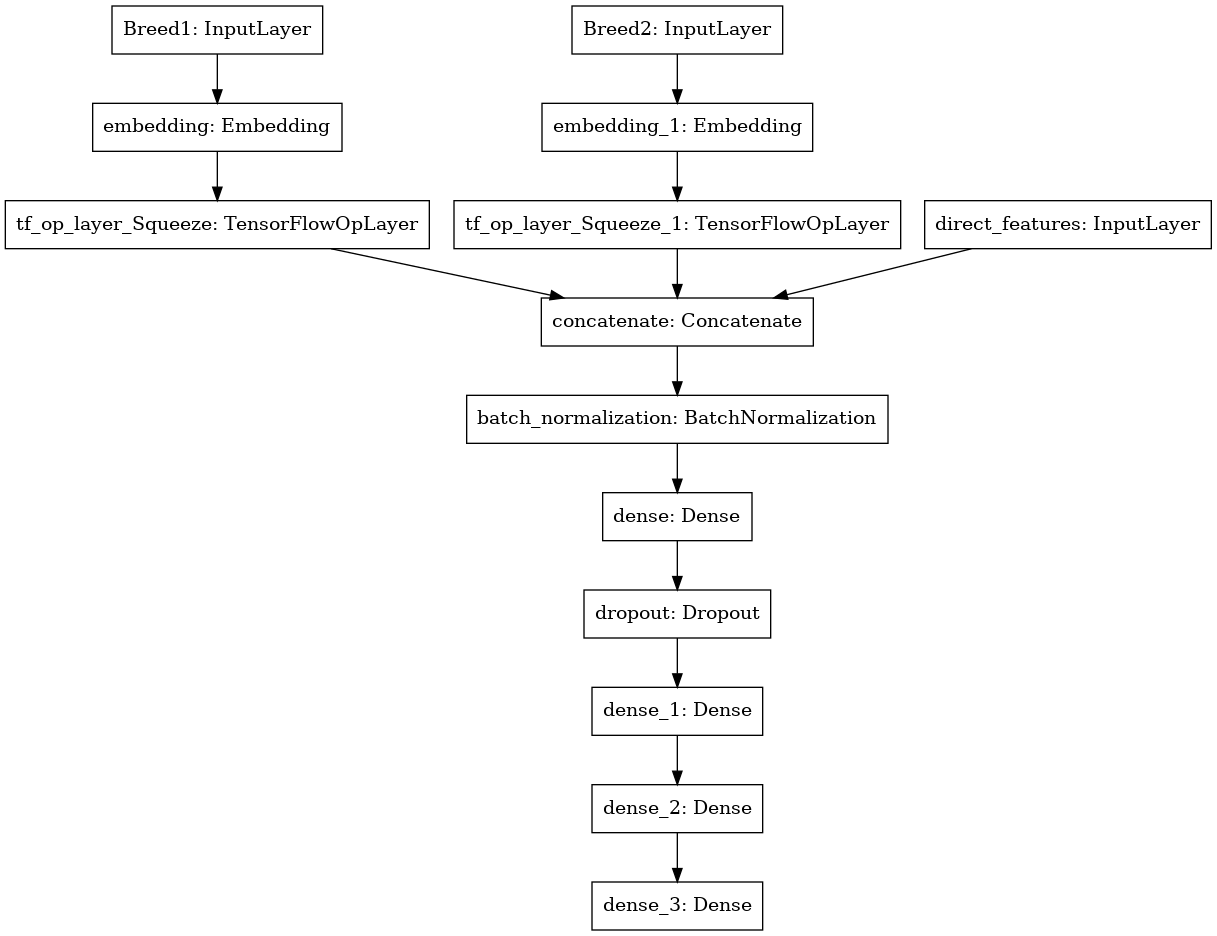 Breed1: InputLayer
Breed2: InputLayer
embedding: Embedding
embedding_1: Embedding
tf_op_layer_Squeeze: TensorFlowOpLayer
tf_op_layer_Squeeze_1: TensorFlowOpLayer
direct_features: InputLayer
concatenate: Concatenate
batch_normalization: BatchNormalization
dense: Dense
dropout: Dropout
dense_1: Dense
dense_2: Dense
dense_3: Dense